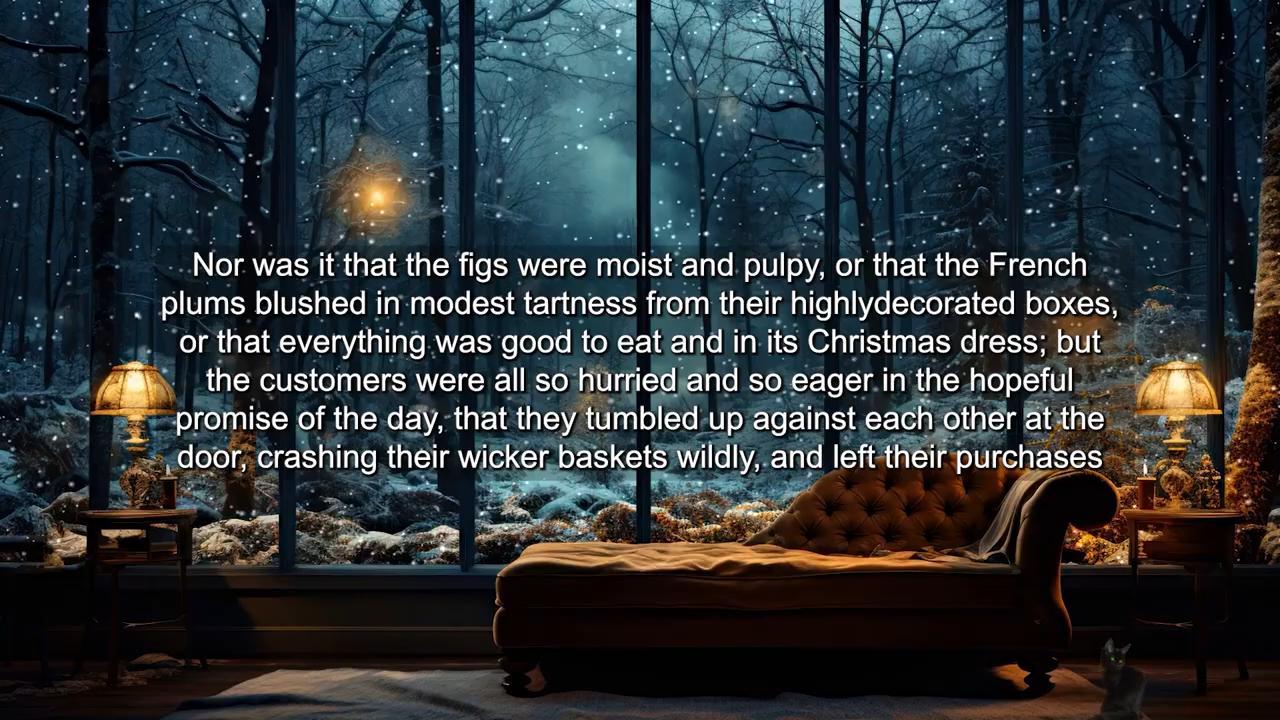 Nor was it that the figs were moist and pulpy, or that the French
plums blushed in modest tartness from their highlydecorated boxes,
or that everything was good to eat and in its Christmas dress; but
the customers were all so hurried and so eager in the hopeful
promise of the day, that they tumbled up against each other at the
door, crashing their wicker baskets wildly, and left their purchases